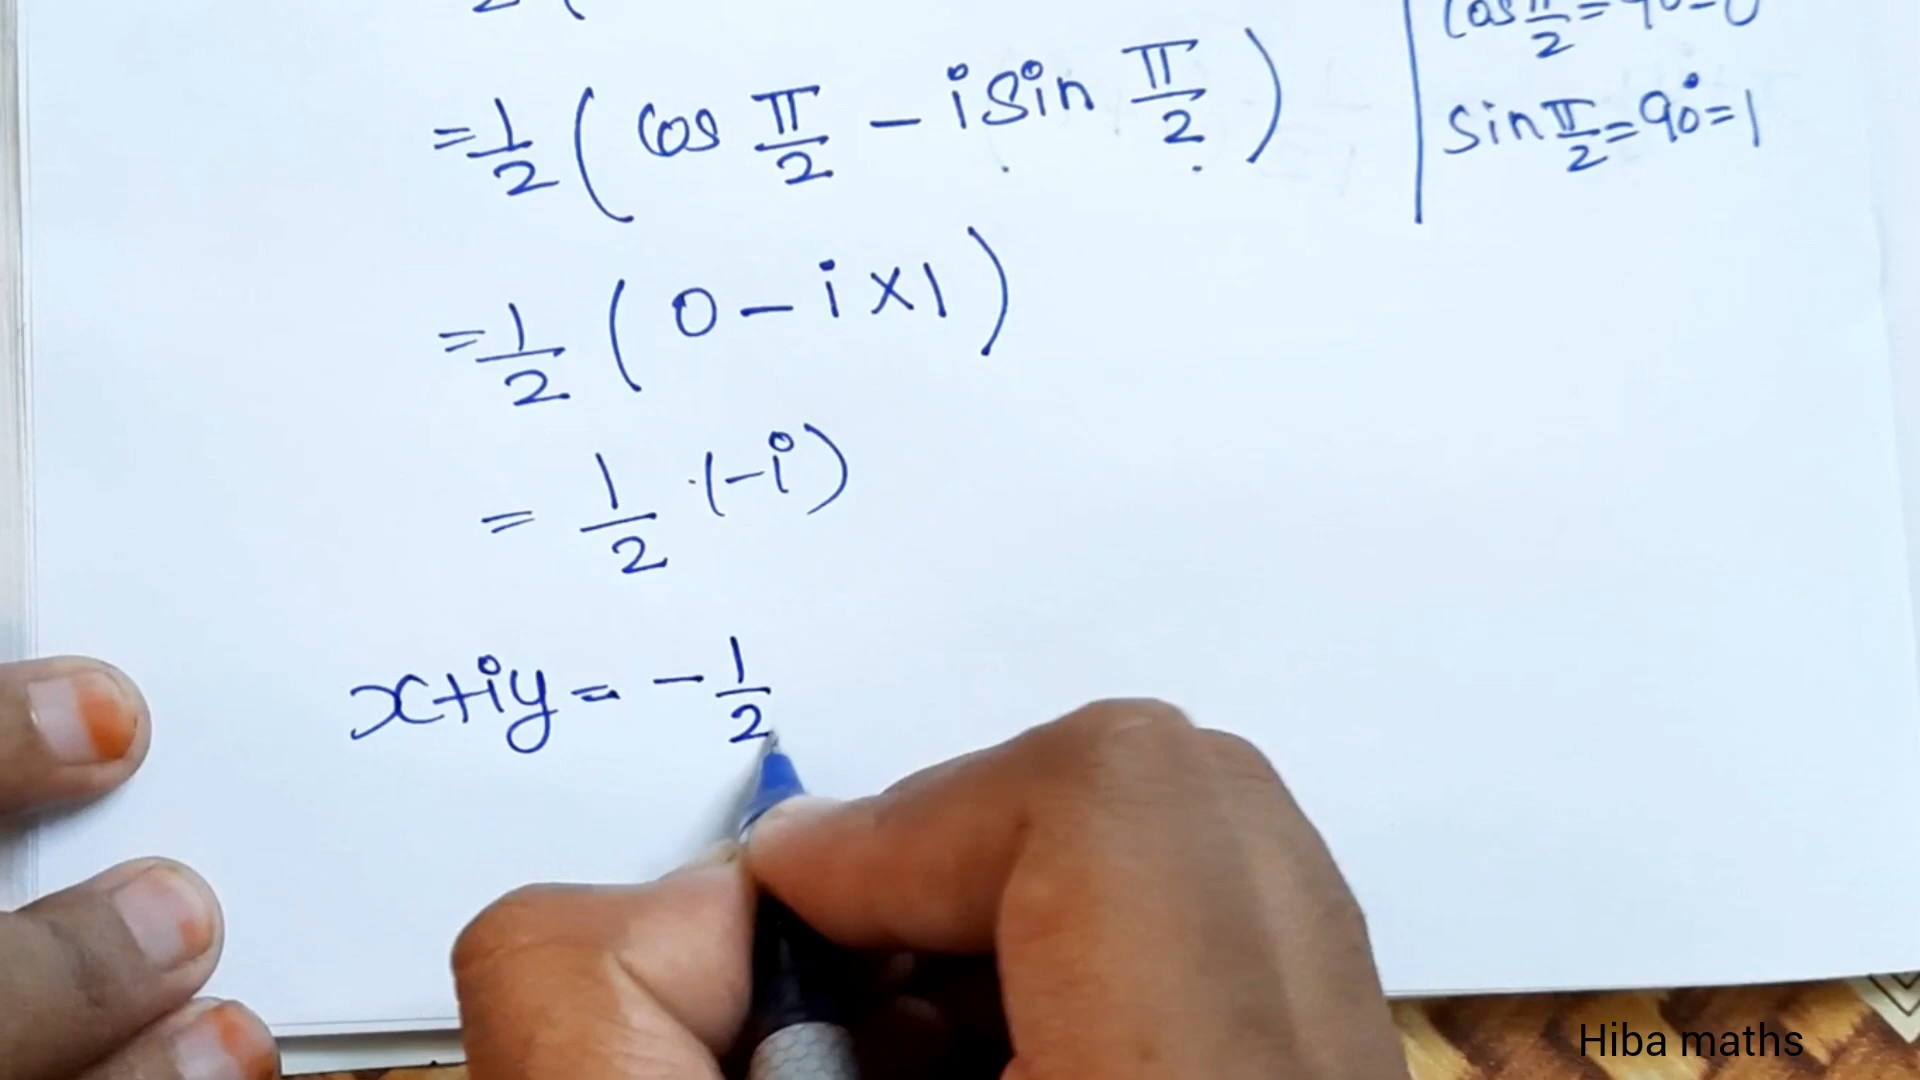 = 1/2 ( cos π/2 - i sin π/2 )
sin π/2 = 90° = 1
= 1/2 ( 0 - i × 1 )
= 1/2 · (-i)
x+iy = - 1/2
Hiba maths